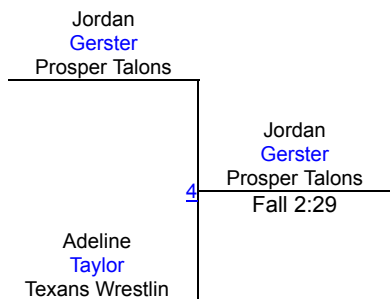 Jordan
Gerster
Prosper Talons
4
Jordan
Gerster
Prosper Talons
Fall 2:29
Adeline
Taylor
Texans Wrestlin